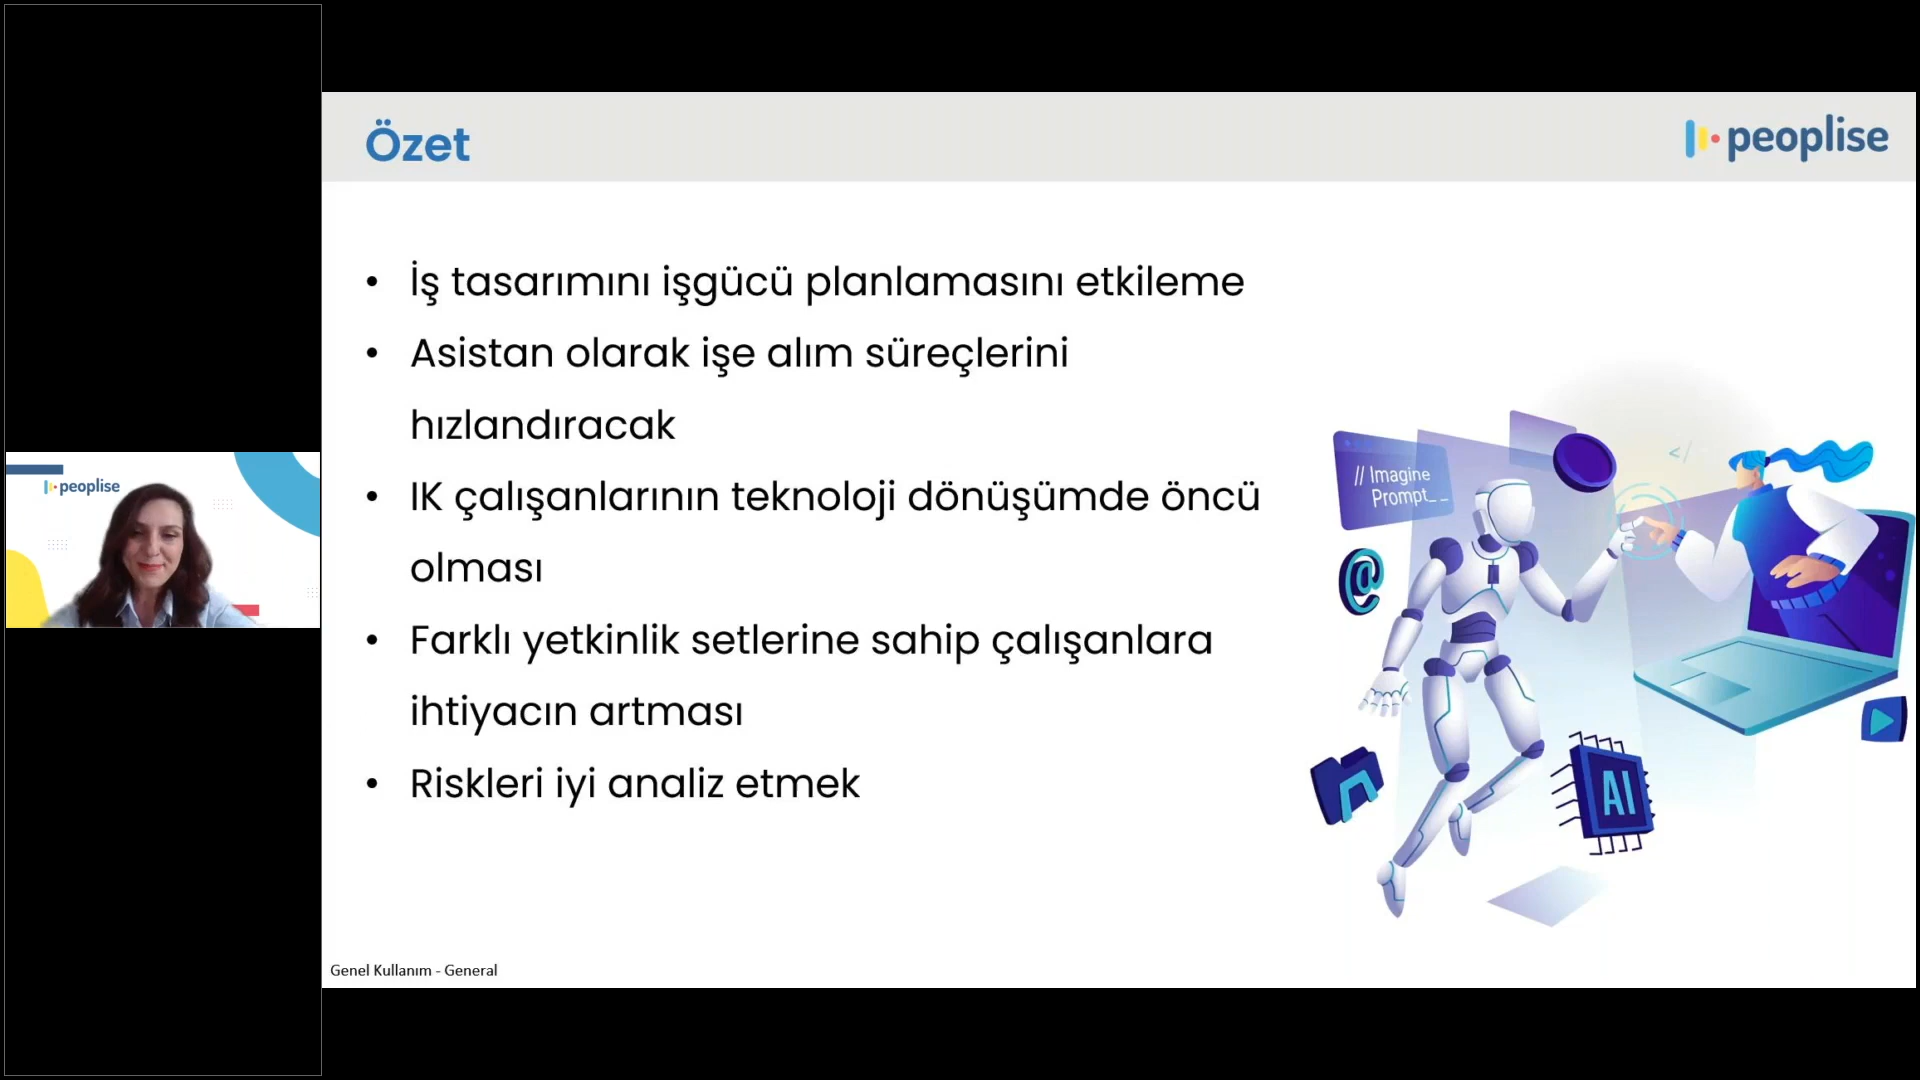 Özet
peoplise
İş tasarımını işgücü planlamasını etkileme
Asistan olarak işe alım süreçlerini
hızlandıracak
IK çalışanlarının teknoloji dönüşümde öncü
olması
Farklı yetkinlik setlerine sahip çalışanlara
ihtiyacın artması
Riskleri iyi analiz etmek
// Imagine
Prompt_ _
</
@
AI
peoplise
Genel Kullanım - General